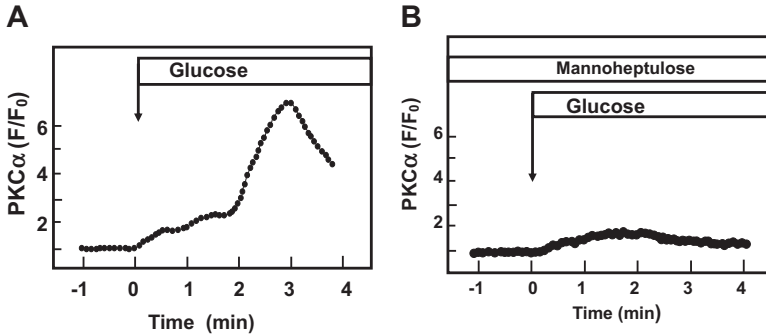 A
Glucose
PKCα (F/F0)
6
4
2
-1 0 1 2 3 4
Time (min)
B
Mannoheptulose
Glucose
PKCα (F/F0)
6
4
2
-1 0 1 2 3 4
Time (min)